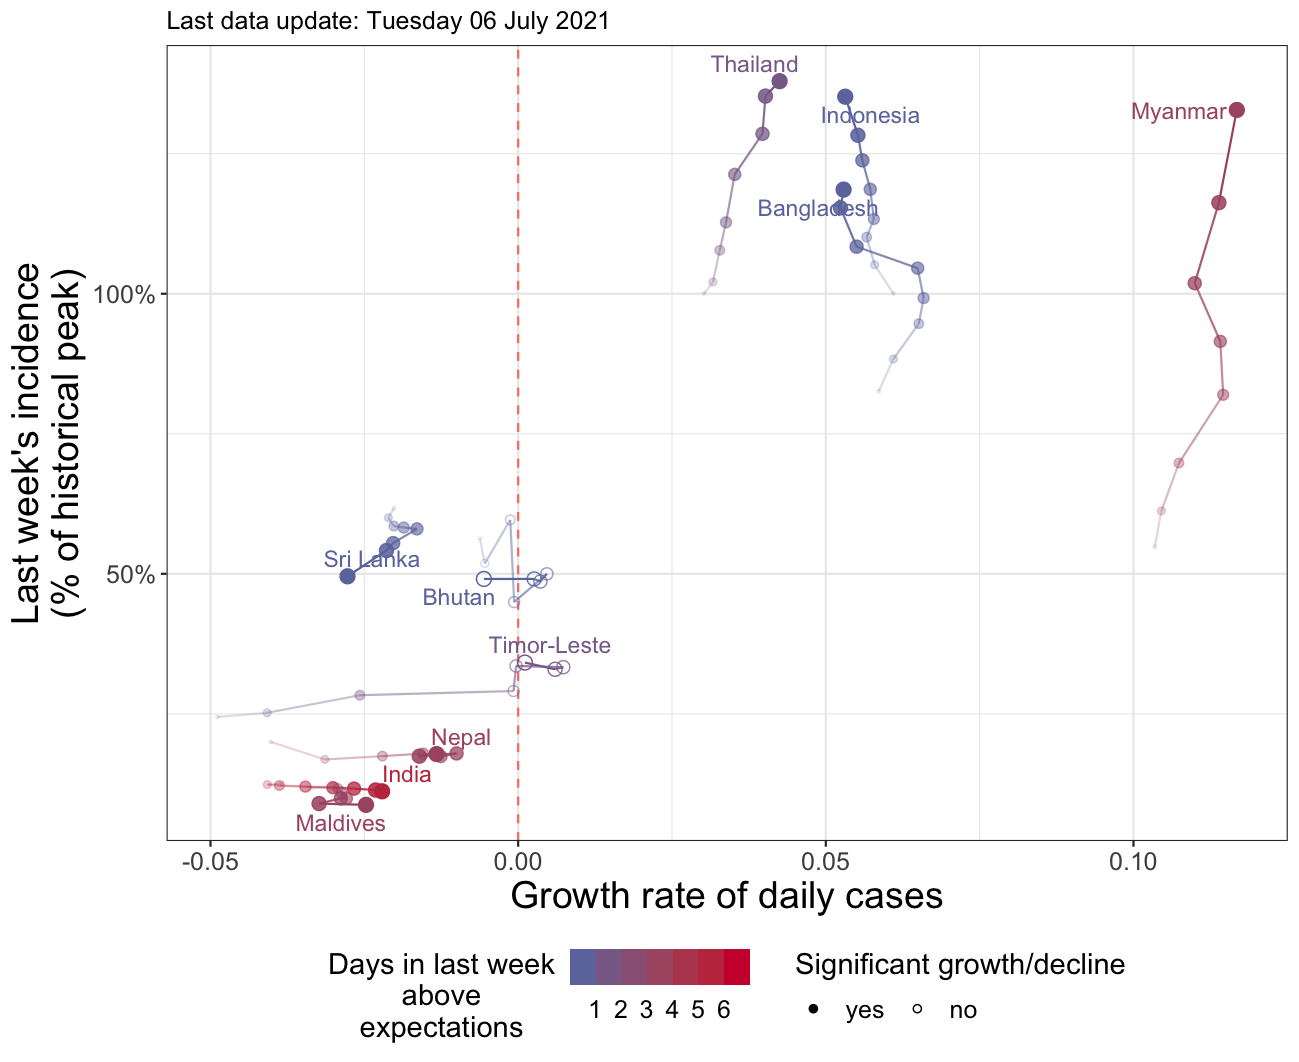 Last data update: Tuesday 06 July 2021
Thailand
Indonesia
Myanmar
Bangladesh
Sri Lanka
Bhutan
Timor-Leste
Nepal
India
Maldives
Last week's incidence
(% of historical peak)
100%
50%
-0.05 0.00 0.05 0.10
Growth rate of daily cases
Days in last week
above
expectations
1 2 3 4 5 6
Significant growth/decline
yes no